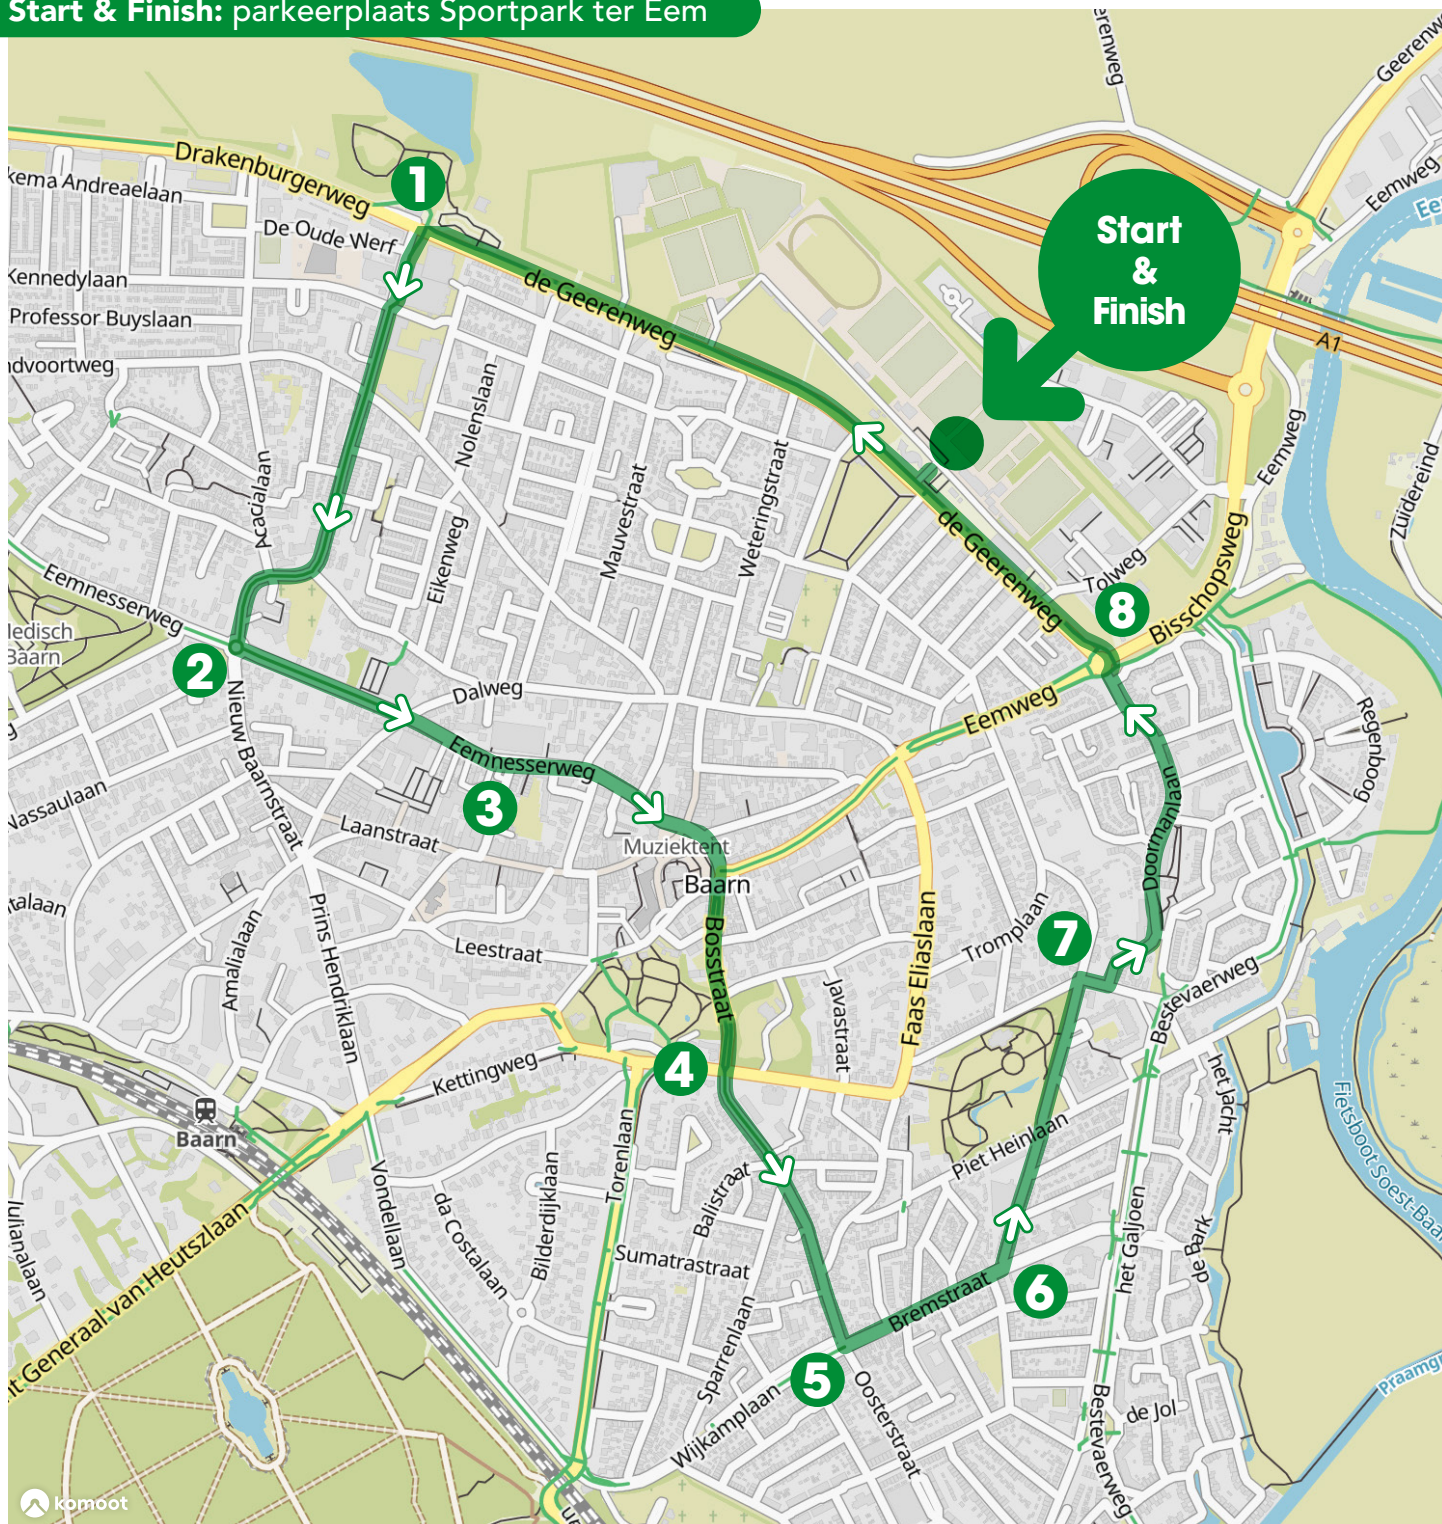 Start & Finish: parkeerplaats Sportpark ter Eem
Geerenw
Drakenburgerweg
kema Andreaelaan
1
Eemweg
De Oude Werf
Start
&
Finish
Kennedylaan
de Geerenweg
Professor Buyslaan
A1
ndvoortweg
Nolenslaan
Eemweg
Zuidereind
Acacialaan
Mauvestraat
Weteringstraat
Eikenweg
de Geerenweg
Tolweg
Bisschopsweg
8
Eemnesserweg
Medisch
Baarn
2
Dalweg
Eemweg
Regenboog
Nieuw Baarnstraat
Eemnesserweg
Nassaulaan
3
Laanstraat
Muziektent
Baarn
Doormanlaan
talaan
Amalialaan
Prins Hendriklaan
Leestraat
Bosstraat
Faas Eliaslaan
Tromplaan
7
Javastraat
Bestevaerweg
Kettingweg
4
het Jacht
Fietsboot Soest-Baa
Baarn
Piet Heinlaan
Torenlaan
Vondellaan
da Costalaan
Bilderdijklaan
Balistraat
het Galjoen
de Bark
Julianalaan
Sumatrastraat
6
Bremstraat
Sparrenlaan
it Generaal van Heutszlaan
5
Oosterstraat
Wijkamplaan
Bestevaerweg
de Jol
Praamgr
komoot